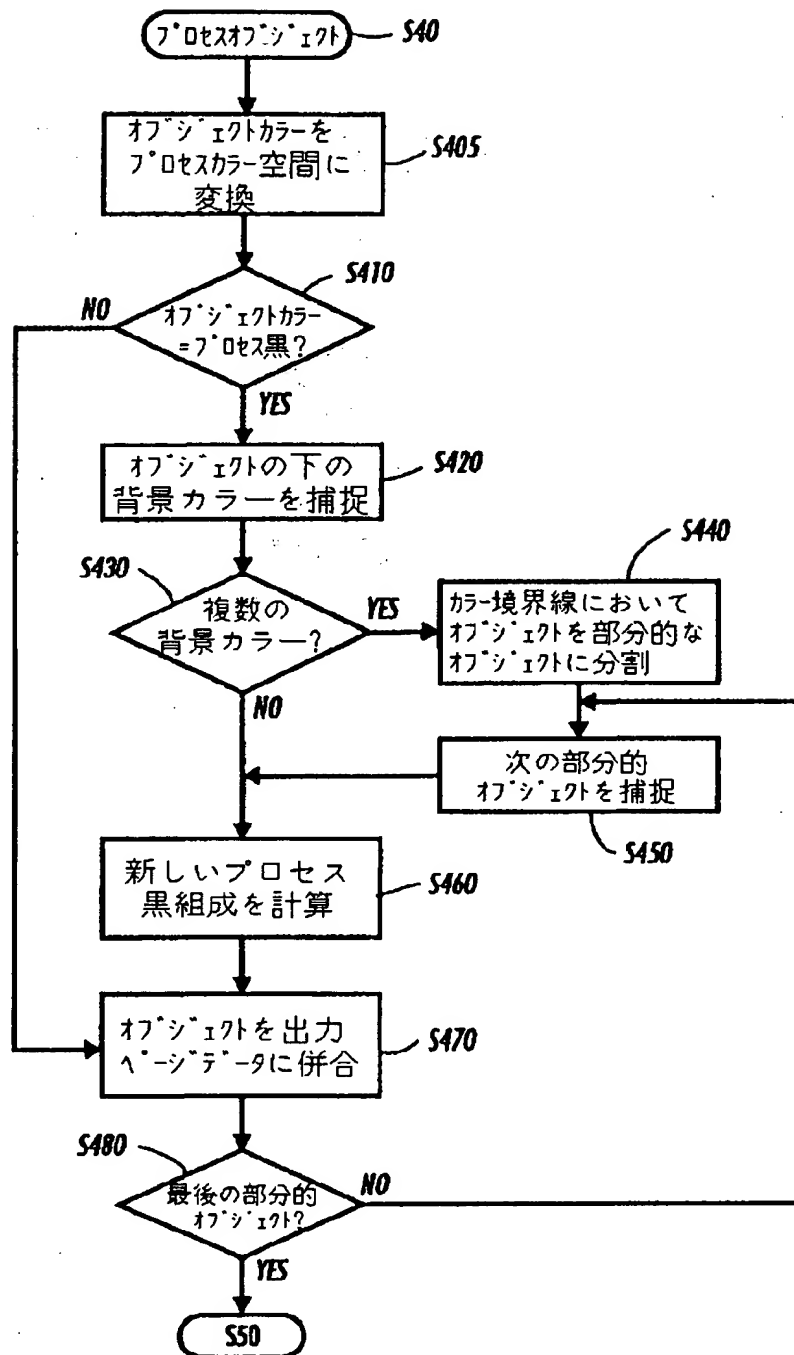 プロセスオブジェクト
S40
オブジェクトカラーを
プロセスカラー空間に
変換
S405
S410
NO
オブジェクトカラー
=プロセス黒?
YES
オブジェクトの下の
背景カラーを捕捉
S420
S430
複数の
背景カラー?
YES
NO
S440
カラー境界線において
オブジェクトを部分的な
オブジェクトに分割
次の部分的
オブジェクトを捕捉
S450
新しいプロセス
黒組成を計算
S460
オブジェクトを出力
ページデータに併合
S470
S480
最後の部分的
オブジェクト?
NO
YES
S50